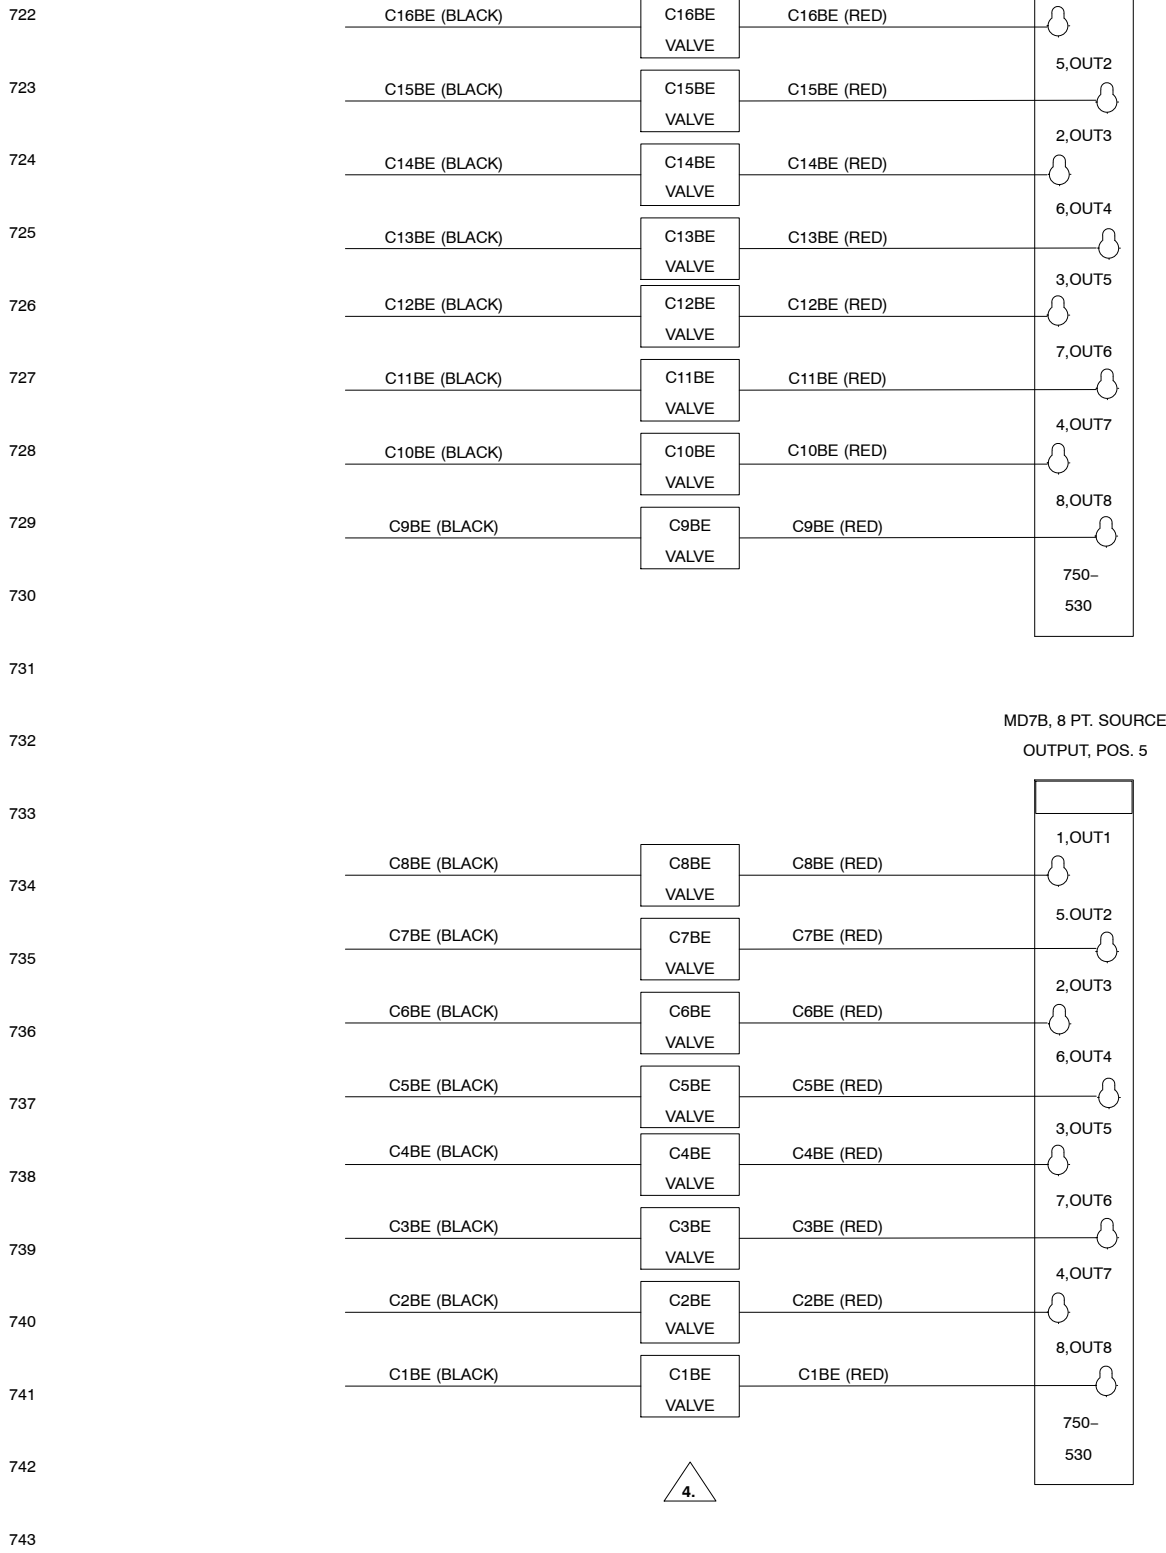 722 C16BE (BLACK) C16BE C16BE (RED)
VALVE
5,OUT2
723 C15BE (BLACK) C15BE C15BE (RED)
VALVE
2,OUT3
724 C14BE (BLACK) C14BE C14BE (RED)
VALVE
6,OUT4
725 C13BE (BLACK) C13BE C13BE (RED)
VALVE
3,OUT5
726 C12BE (BLACK) C12BE C12BE (RED)
VALVE
7,OUT6
727 C11BE (BLACK) C11BE C11BE (RED)
VALVE
4,OUT7
728 C10BE (BLACK) C10BE C10BE (RED)
VALVE
8,OUT8
729 C9BE (BLACK) C9BE C9BE (RED)
VALVE
750–
730 530
731
MD7B, 8 PT. SOURCE
732 OUTPUT, POS. 5
733
1,OUT1
734 C8BE (BLACK) C8BE C8BE (RED)
VALVE
5.OUT2
735 C7BE (BLACK) C7BE C7BE (RED)
VALVE
2,OUT3
736 C6BE (BLACK) C6BE C6BE (RED)
VALVE
6,OUT4
737 C5BE (BLACK) C5BE C5BE (RED)
VALVE
3,OUT5
738 C4BE (BLACK) C4BE C4BE (RED)
VALVE
7,OUT6
739 C3BE (BLACK) C3BE C3BE (RED)
VALVE
4,OUT7
740 C2BE (BLACK) C2BE C2BE (RED)
VALVE
8,OUT8
741 C1BE (BLACK) C1BE C1BE (RED)
VALVE
750–
742 530
4.
743